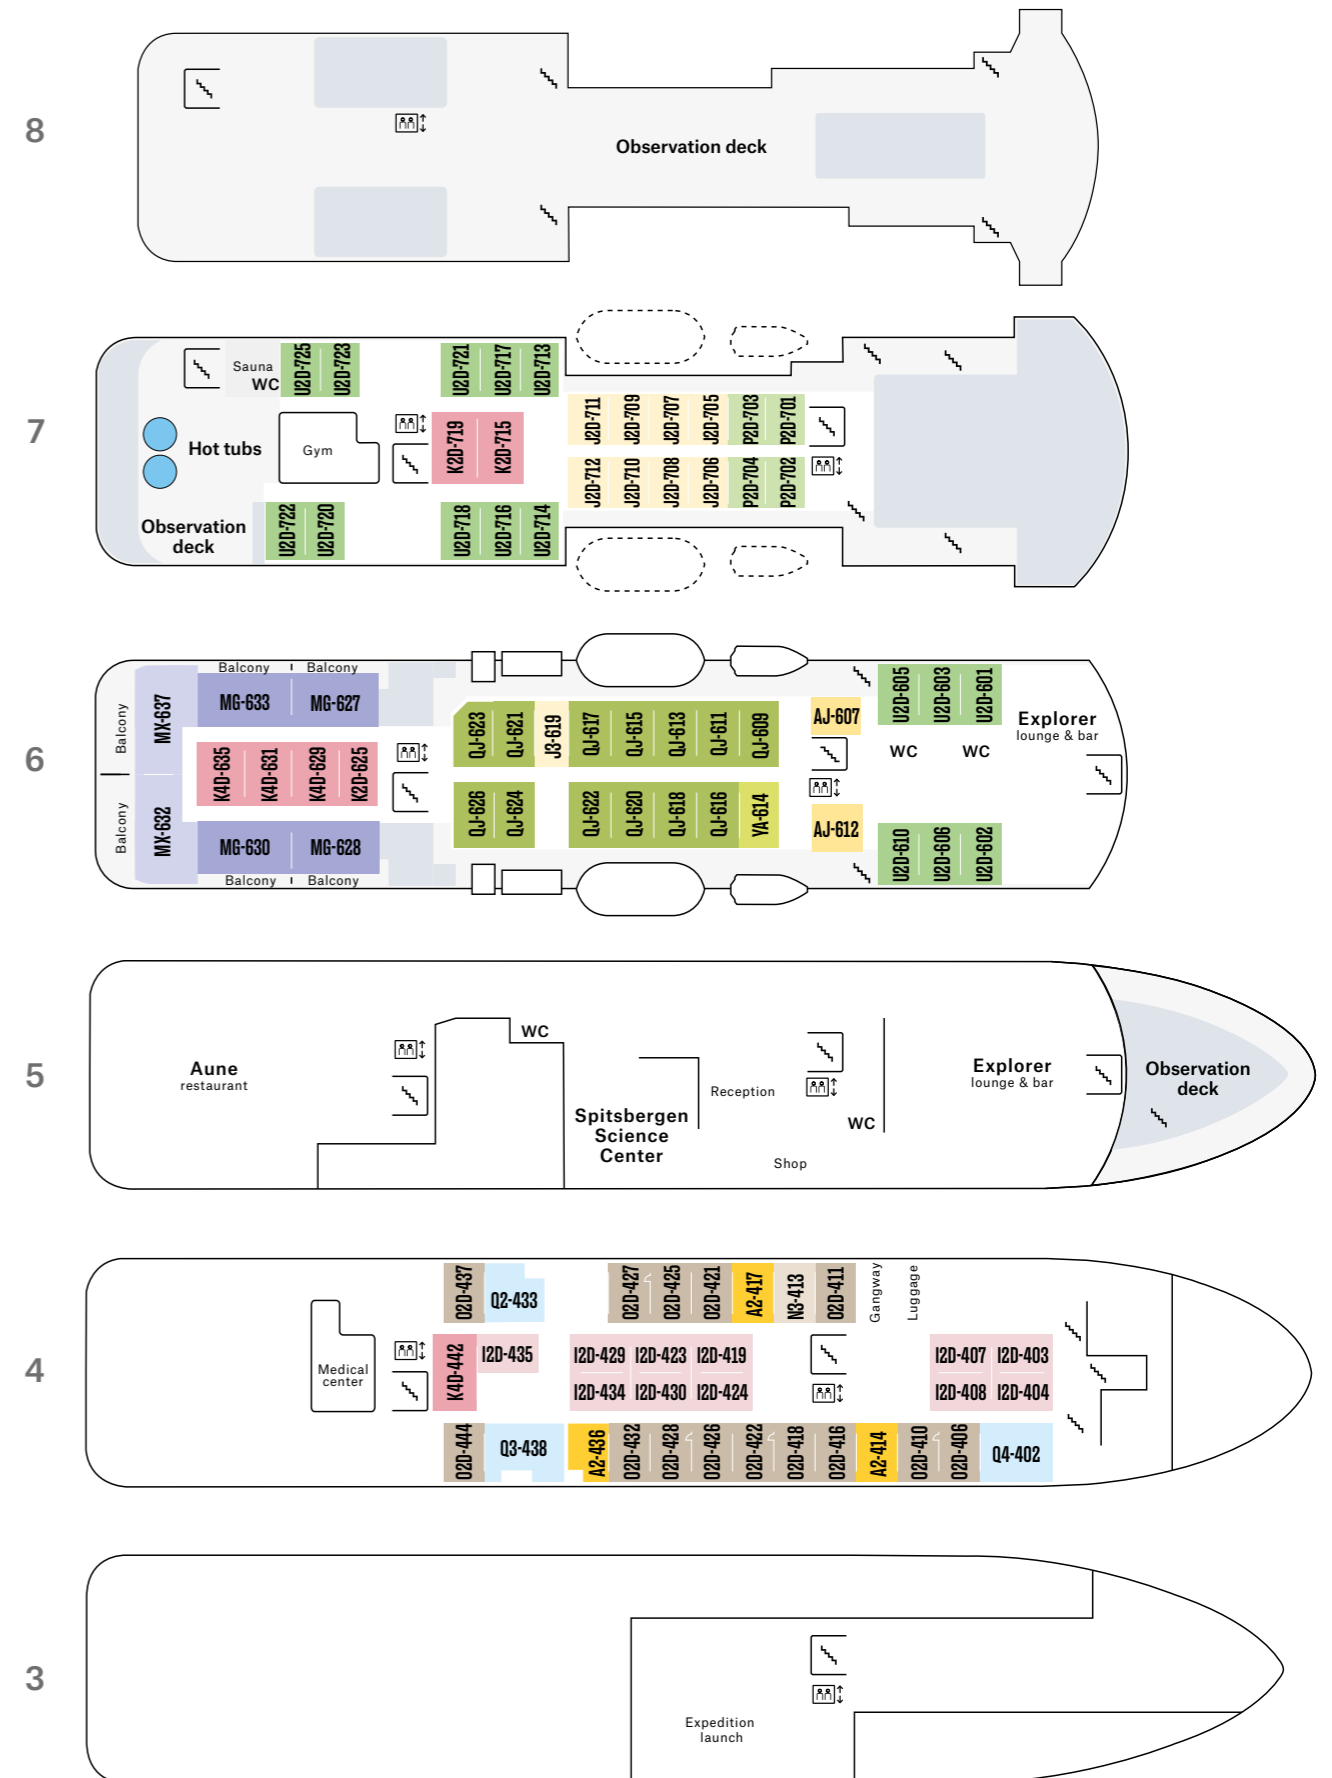 8
Observation deck
7
Sauna
WC
U2D-725
U2D-723
U2D-721
U2D-717
U2D-713
J2D-711
J2D-709
J2D-707
J2D-705
P2D-703
P2D-701
Hot tubs
Gym
K2D-719
K2D-715
J2D-712
J2D-710
J2D-708
J2D-706
P2D-704
P2D-702
Observation
deck
U2D-722
U2D-720
U2D-718
U2D-716
U2D-714
6
Balcony
Balcony
Balcony
MX-637
MG-633
MG-627
QJ-623
QJ-621
J3-619
QJ-617
QJ-615
QJ-613
QJ-611
QJ-609
AJ-607
U2D-605
U2D-603
U2D-601
Explorer
lounge & bar
WC
WC
K4D-635
K4D-631
K4D-629
K2D-625
Balcony
MX-632
MG-630
MG-628
QJ-626
QJ-624
QJ-622
QJ-620
QJ-618
QJ-616
YA-614
AJ-612
U2D-610
U2D-606
U2D-602
Balcony
Balcony
5
Aune
restaurant
WC
Spitsbergen
Science
Center
Reception
WC
Shop
Explorer
lounge & bar
Observation
deck
4
O2D-437
Q2-433
O2D-427
O2D-425
O2D-421
A2-417
N3-413
O2D-411
Gangway
Luggage
Medical
center
K4D-442
I2D-435
I2D-429
I2D-423
I2D-419
I2D-407
I2D-403
I2D-434
I2D-430
I2D-424
I2D-408
I2D-404
O2D-444
Q3-438
A2-436
O2D-432
O2D-428
O2D-426
O2D-422
O2D-418
O2D-416
A2-414
O2D-410
O2D-406
Q4-402
3
Expedition
launch